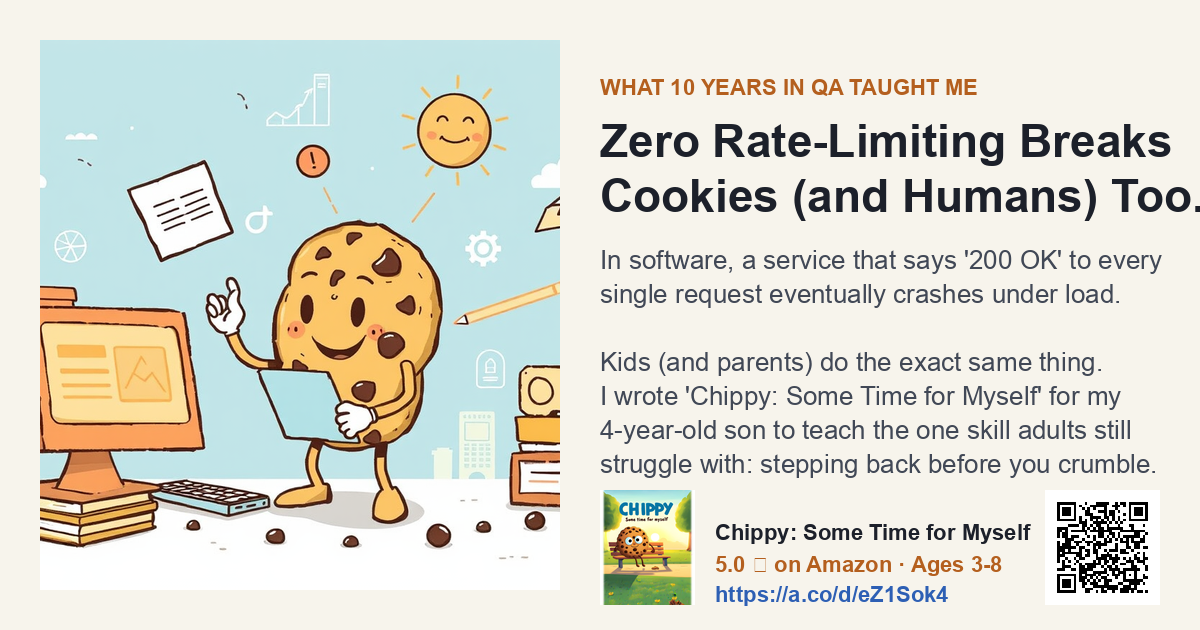 WHAT 10 YEARS IN QA TAUGHT ME
Zero Rate-Limiting Breaks
Cookies (and Humans) Too.
In software, a service that says '200 OK' to every
single request eventually crashes under load.
Kids (and parents) do the exact same thing.
I wrote 'Chippy: Some Time for Myself' for my
4-year-old son to teach the one skill adults still
struggle with: stepping back before you crumble.
CHIPPY
Some time for myself
Chippy: Some Time for Myself
5.0 □ on Amazon · Ages 3-8
https://a.co/d/eZ1Sok4